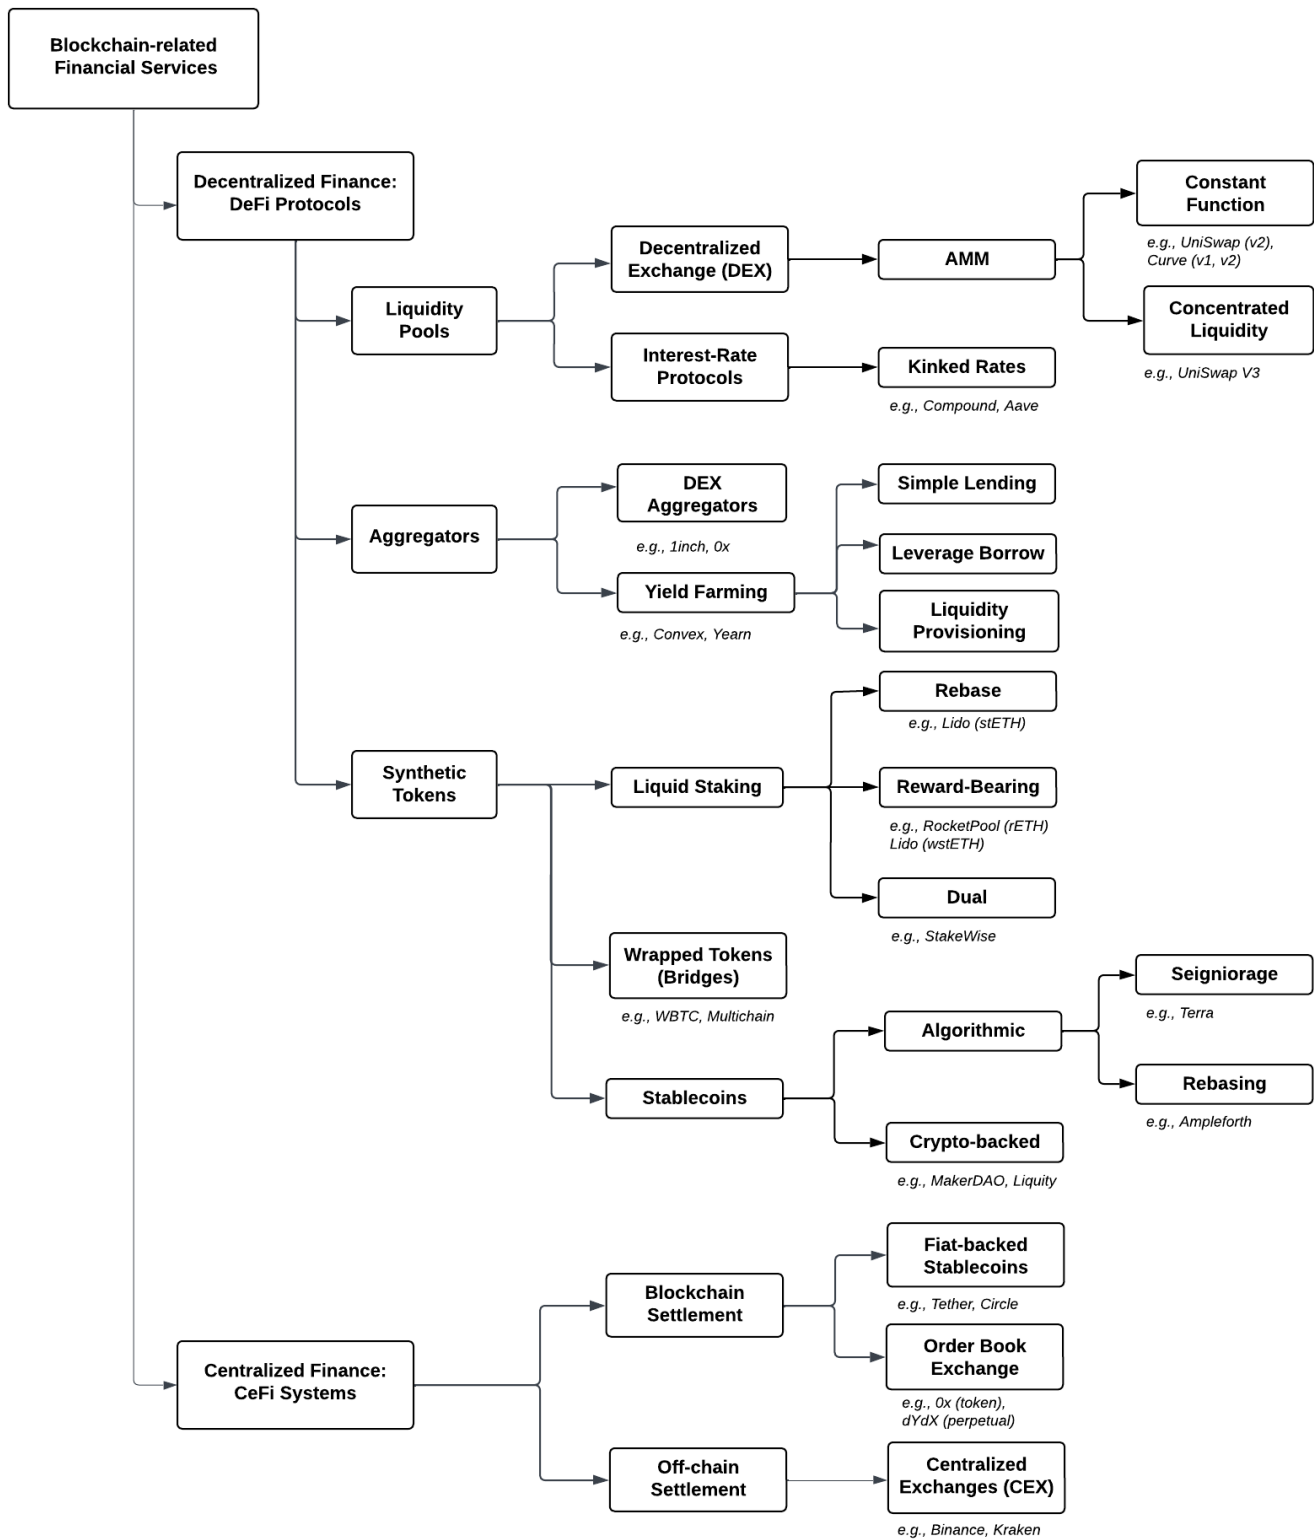 Blockchain-related
Financial Services
Decentralized Finance:
DeFi Protocols
Liquidity
Pools
Decentralized
Exchange (DEX)
AMM
Constant
Function
e.g., UniSwap (v2),
Curve (v1, v2)
Concentrated
Liquidity
e.g., UniSwap V3
Interest-Rate
Protocols
Kinked Rates
e.g., Compound, Aave
Aggregators
DEX
Aggregators
e.g., 1inch, 0x
Yield Farming
e.g., Convex, Yearn
Simple Lending
Leverage Borrow
Liquidity
Provisioning
Synthetic
Tokens
Liquid Staking
Rebase
e.g., Lido (stETH)
Reward-Bearing
e.g., RocketPool (rETH)
Lido (wstETH)
Dual
e.g., StakeWise
Wrapped Tokens
(Bridges)
e.g., WBTC, Multichain
Stablecoins
Algorithmic
Seigniorage
e.g., Terra
Rebasing
e.g., Ampleforth
Crypto-backed
e.g., MakerDAO, Liquity
Centralized Finance:
CeFi Systems
Blockchain
Settlement
Fiat-backed
Stablecoins
e.g., Tether, Circle
Order Book
Exchange
e.g., 0x (token),
dYdX (perpetual)
Off-chain
Settlement
Centralized
Exchanges (CEX)
e.g., Binance, Kraken